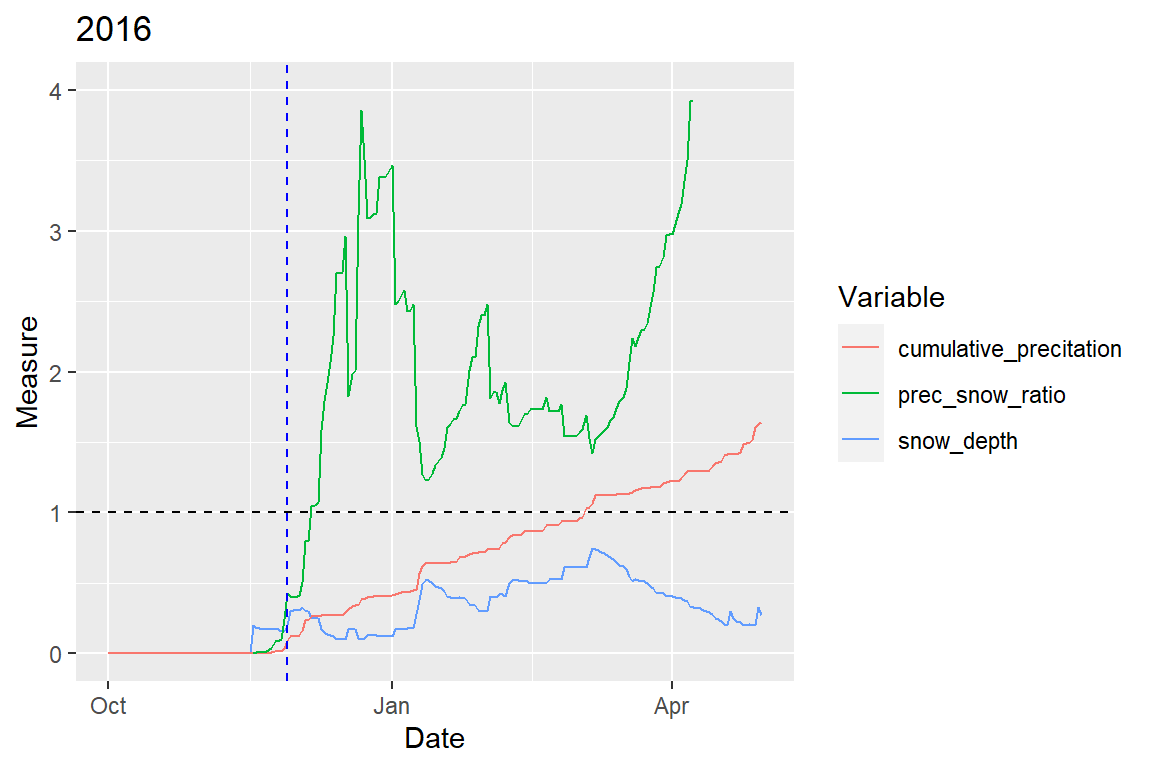 2016
4
3
2
1
0
Measure
Oct
Jan
Apr
Date
Variable
cumulative_precitation
prec_snow_ratio
snow_depth